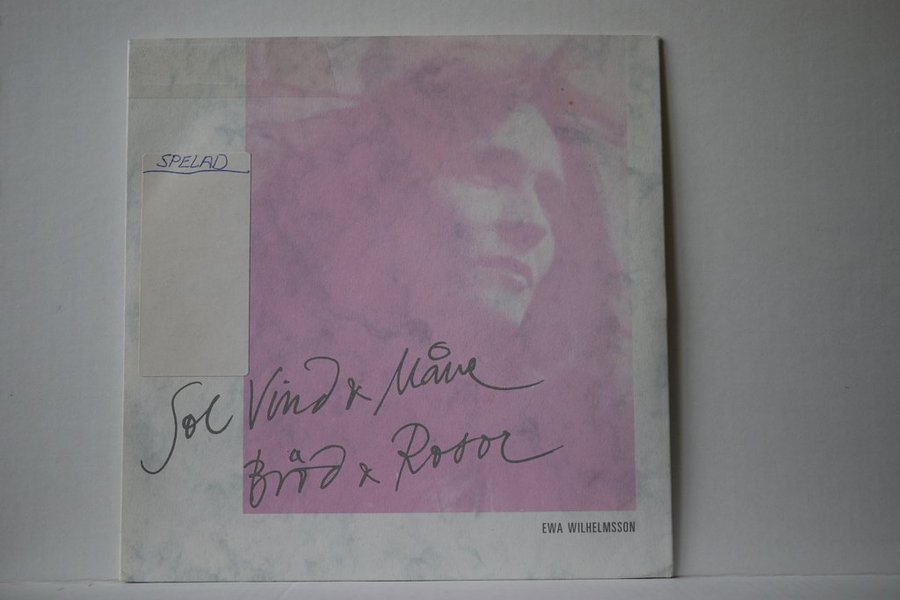 SPELAD
Sol Vind & Måne
Bröd & Rosor
EWA WILHELMSSON